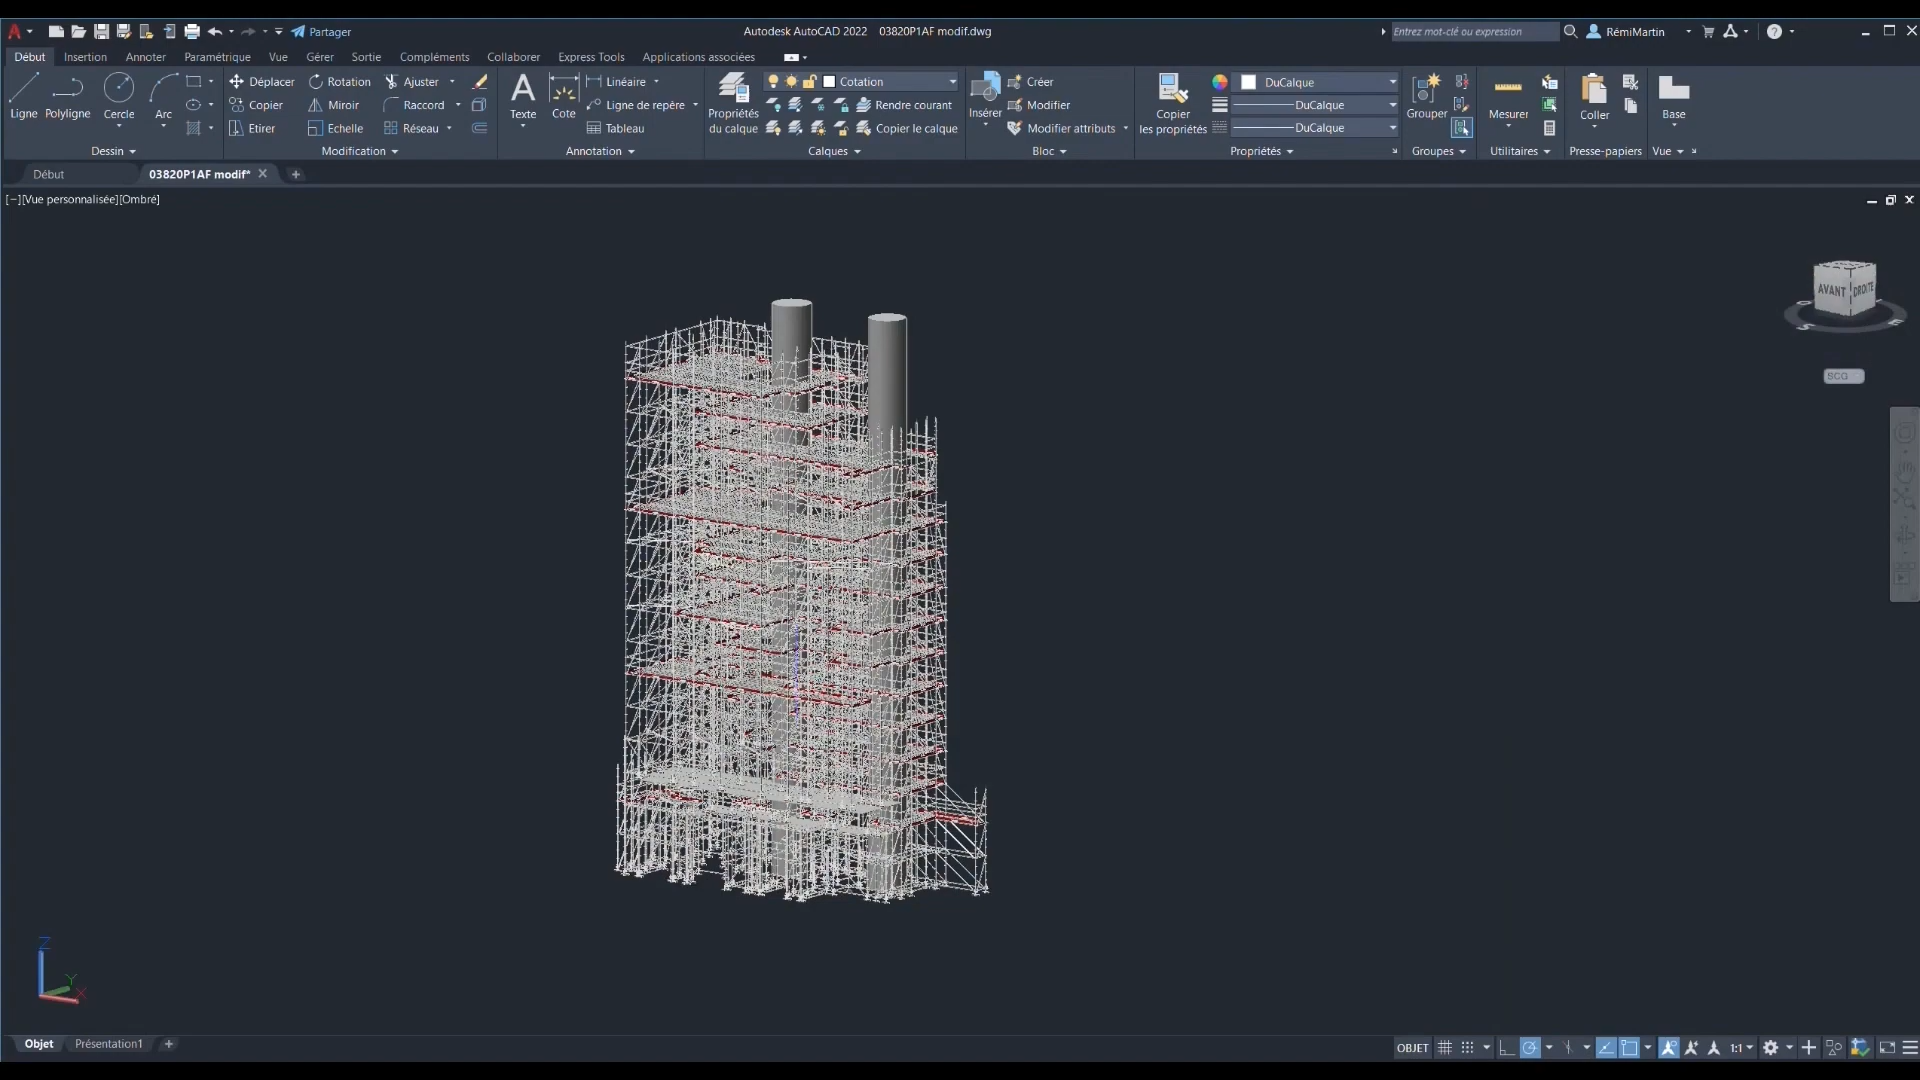 Partager
Autodesk AutoCAD 2022 03820P1AF modif.dwg
Entrez mot-clé ou expression
RémiMartin
Début Insertion Annoter Paramétrique Vue Gérer Sortie Compléments Collaborer Express Tools Applications associées
Ligne Polyligne Cercle Arc
Déplacer Rotation Ajuster
Copier Miroir Raccord
Etirer Echelle Réseau
Texte Cote
Linéaire
Ligne de repère
Tableau
Propriétés
du calque
Cotation
Rendre courant
Copier le calque
Insérer
Créer
Modifier
Modifier attributs
Copier
les propriétés
DuCalque
DuCalque
DuCalque
Grouper
Mesurer
Coller
Base
Dessin Modification Annotation Calques Bloc Propriétés Groupes Utilitaires Presse-papiers Vue
Début 03820P1AF modif*
[−][Vue personnalisée][Ombré]
AVANT DROITE
S E
SCG
Z
Y
X
Objet Présentation1
OBJET 1:1